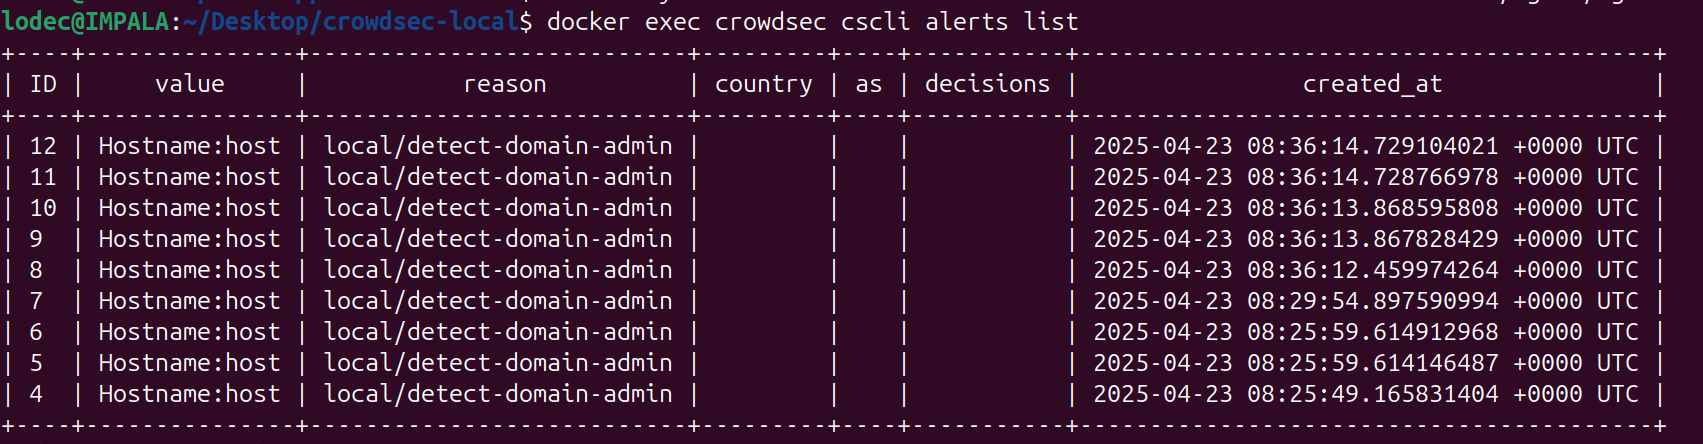 lodec@IMPALA:~/Desktop/crowdsec-local$ docker exec crowdsec cscli alerts list
+----+---------------+---------------------------+---------+----+-----------+-----------------------------------------+
| ID |     value     |           reason          | country | as | decisions |                created_at               |
+----+---------------+---------------------------+---------+----+-----------+-----------------------------------------+
| 12 | Hostname:host | local/detect-domain-admin |         |    |           | 2025-04-23 08:36:14.729104021 +0000 UTC |
| 11 | Hostname:host | local/detect-domain-admin |         |    |           | 2025-04-23 08:36:14.728766978 +0000 UTC |
| 10 | Hostname:host | local/detect-domain-admin |         |    |           | 2025-04-23 08:36:13.868595808 +0000 UTC |
| 9  | Hostname:host | local/detect-domain-admin |         |    |           | 2025-04-23 08:36:13.867828429 +0000 UTC |
| 8  | Hostname:host | local/detect-domain-admin |         |    |           | 2025-04-23 08:36:12.459974264 +0000 UTC |
| 7  | Hostname:host | local/detect-domain-admin |         |    |           | 2025-04-23 08:29:54.897590994 +0000 UTC |
| 6  | Hostname:host | local/detect-domain-admin |         |    |           | 2025-04-23 08:25:59.614912968 +0000 UTC |
| 5  | Hostname:host | local/detect-domain-admin |         |    |           | 2025-04-23 08:25:59.614146487 +0000 UTC |
| 4  | Hostname:host | local/detect-domain-admin |         |    |           | 2025-04-23 08:25:49.165831404 +0000 UTC |
+----+---------------+---------------------------+---------+----+-----------+-----------------------------------------+